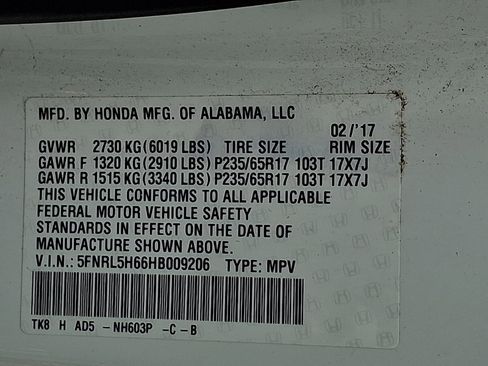 MFD. BY HONDA MFG. OF ALABAMA, LLC
02/'17
GVWR 2730 KG(6019 LBS) TIRE SIZE RIM SIZE
GAWR F 1320 KG(2910 LBS) P235/65R17 103T 17X7J
GAWR R 1515 KG(3340 LBS) P235/65R17 103T 17X7J
THIS VEHICLE CONFORMS TO ALL APPLICABLE
FEDERAL MOTOR VEHICLE SAFETY
STANDARDS IN EFFECT ON THE DATE OF
MANUFACTURE SHOWN ABOVE.
V.I.N.: 5FNRL5H66HB009206 TYPE: MPV
TK8 H AD5 - NH603P -C-B